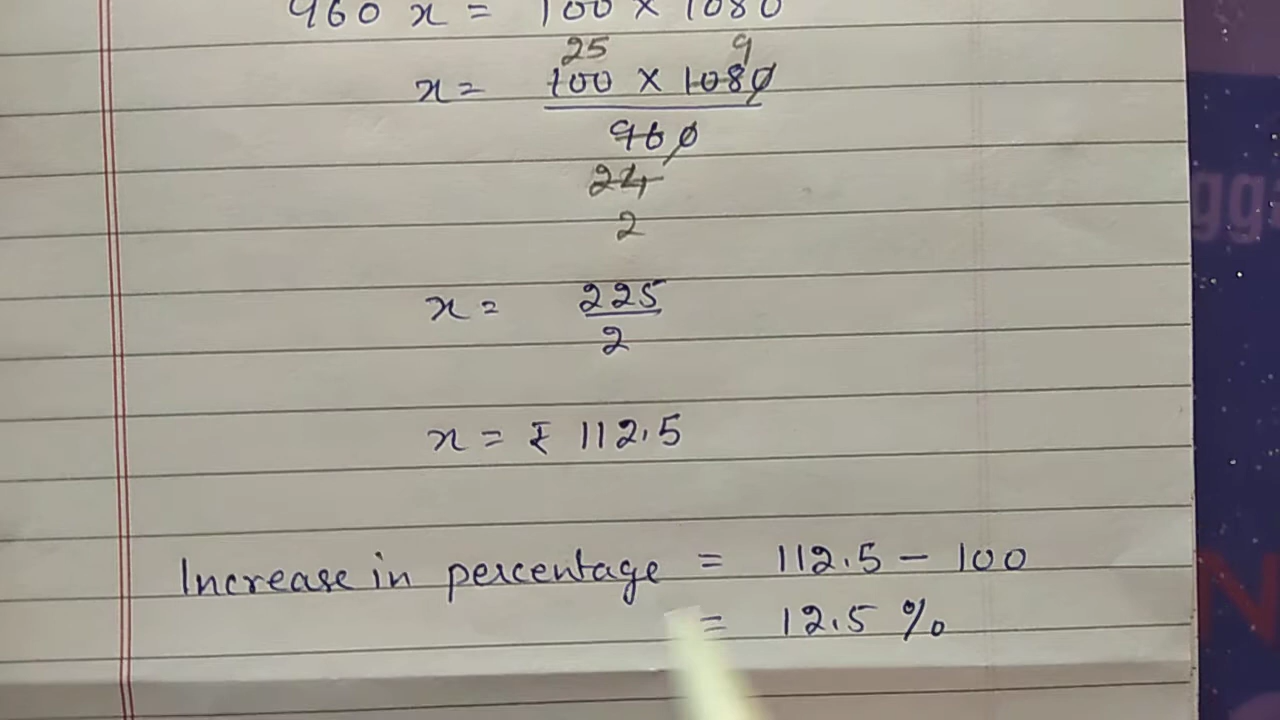 960 x = 100 × 1080
25 9
x = 100 × 1080
960
24
2
x = 225
2
x = ₹ 112.5
Increase in percentage = 112.5 – 100
= 12.5 %
gg
N